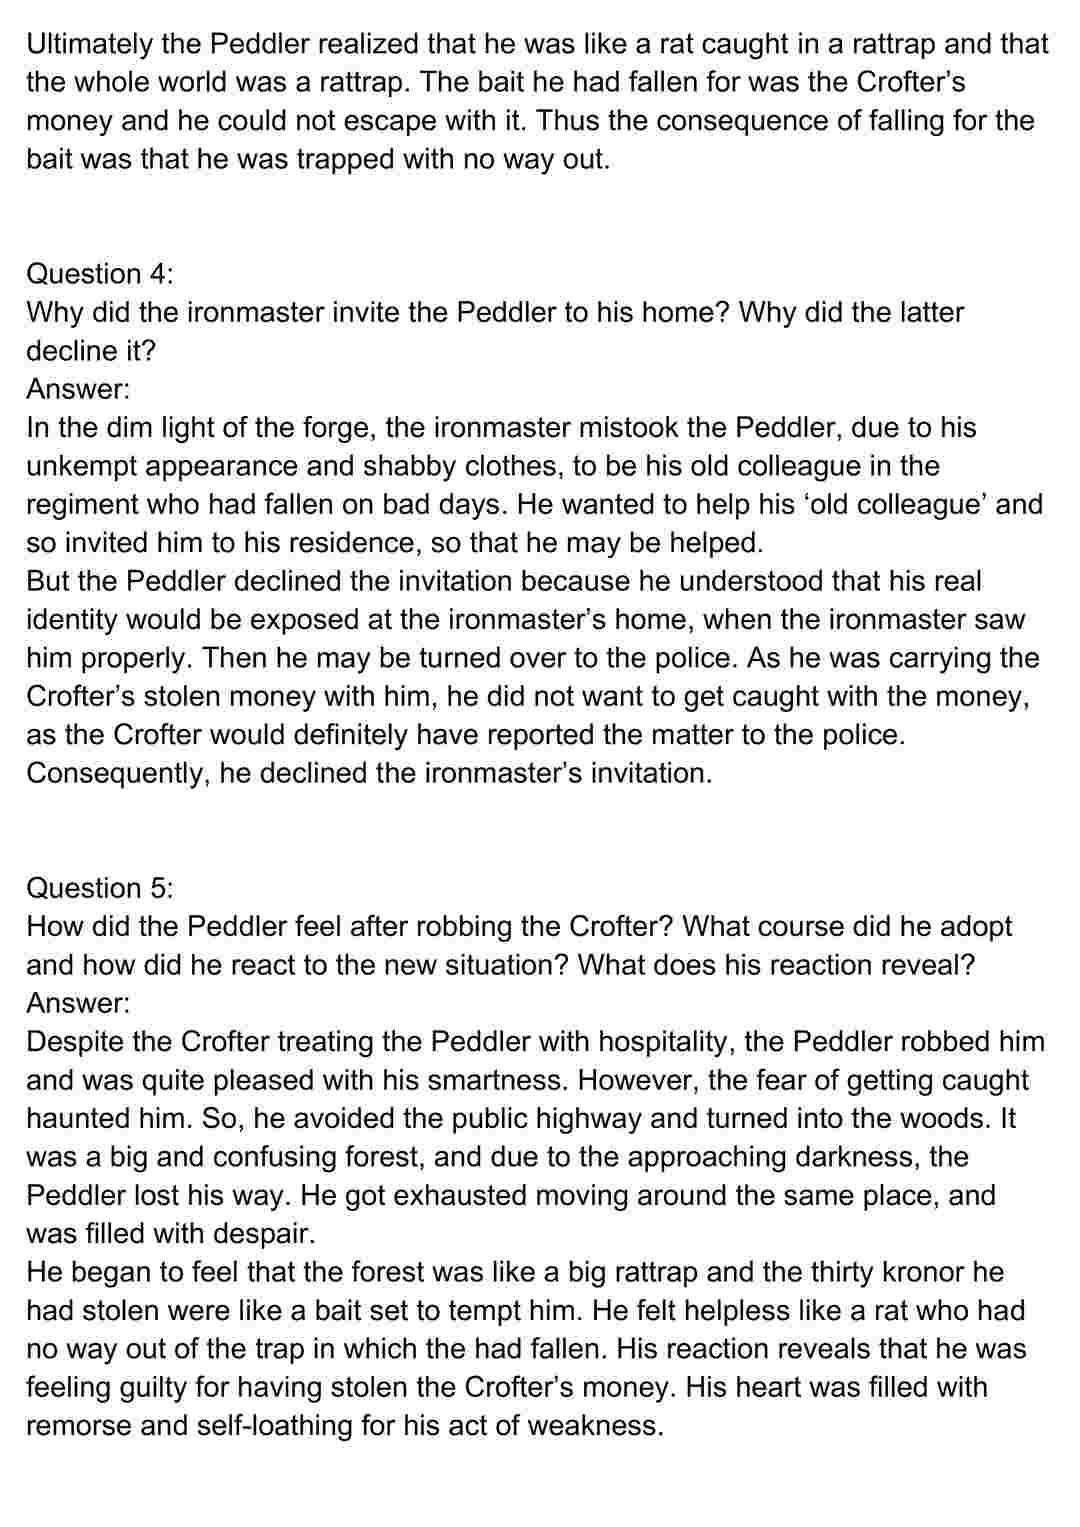 Ultimately the Peddler realized that he was like a rat caught in a rattrap and that
the whole world was a rattrap. The bait he had fallen for was the Crofter’s
money and he could not escape with it. Thus the consequence of falling for the
bait was that he was trapped with no way out.
Question 4:
Why did the ironmaster invite the Peddler to his home? Why did the latter
decline it?
Answer:
In the dim light of the forge, the ironmaster mistook the Peddler, due to his
unkempt appearance and shabby clothes, to be his old colleague in the
regiment who had fallen on bad days. He wanted to help his ‘old colleague’ and
so invited him to his residence, so that he may be helped.
But the Peddler declined the invitation because he understood that his real
identity would be exposed at the ironmaster’s home, when the ironmaster saw
him properly. Then he may be turned over to the police. As he was carrying the
Crofter’s stolen money with him, he did not want to get caught with the money,
as the Crofter would definitely have reported the matter to the police.
Consequently, he declined the ironmaster’s invitation.
Question 5:
How did the Peddler feel after robbing the Crofter? What course did he adopt
and how did he react to the new situation? What does his reaction reveal?
Answer:
Despite the Crofter treating the Peddler with hospitality, the Peddler robbed him
and was quite pleased with his smartness. However, the fear of getting caught
haunted him. So, he avoided the public highway and turned into the woods. It
was a big and confusing forest, and due to the approaching darkness, the
Peddler lost his way. He got exhausted moving around the same place, and
was filled with despair.
He began to feel that the forest was like a big rattrap and the thirty kronor he
had stolen were like a bait set to tempt him. He felt helpless like a rat who had
no way out of the trap in which the had fallen. His reaction reveals that he was
feeling guilty for having stolen the Crofter’s money. His heart was filled with
remorse and self-loathing for his act of weakness.